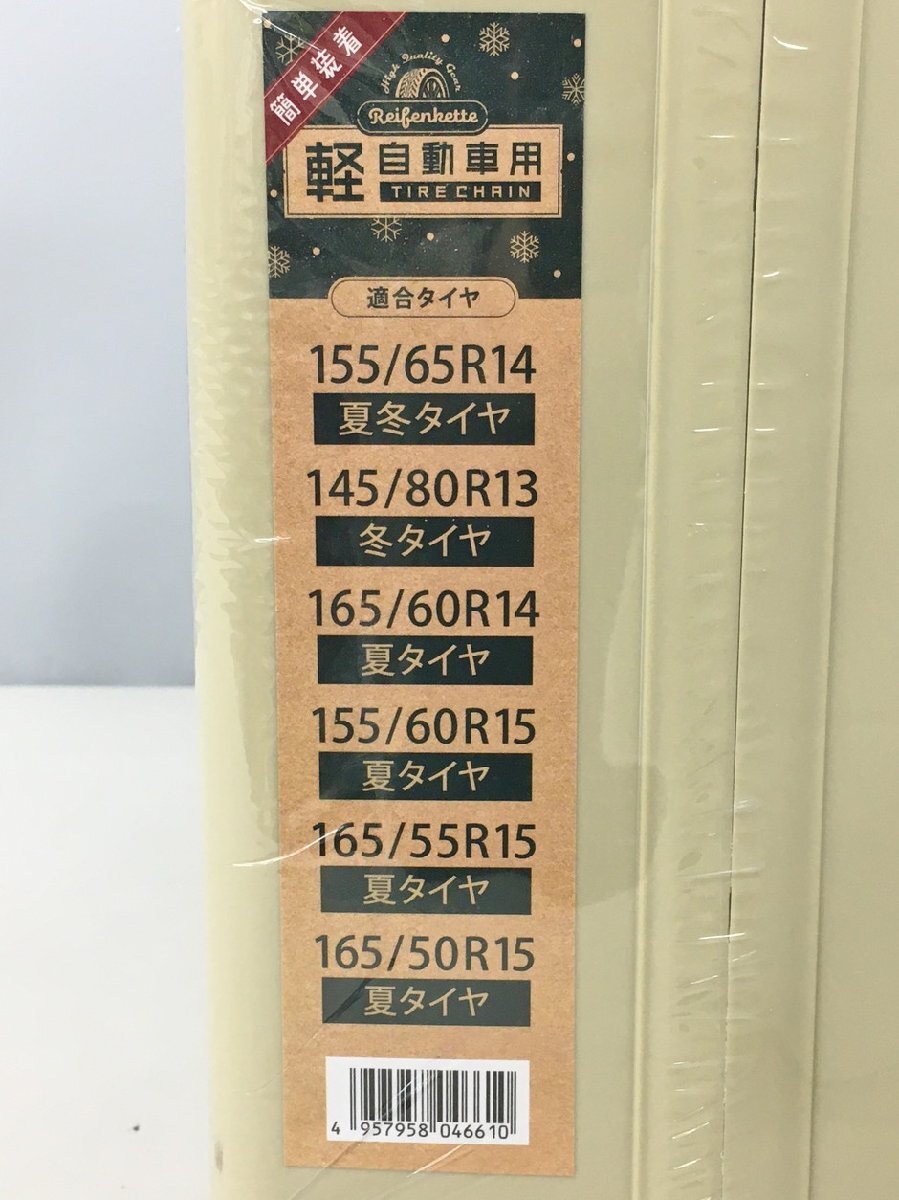 簡単装着
High Quality Gear
Reifenkette
軽自動車用
TIRE CHAIN
適合タイヤ
155/65R14
夏冬タイヤ
145/80R13
冬タイヤ
165/60R14
夏タイヤ
155/60R15
夏タイヤ
165/55R15
夏タイヤ
165/50R15
夏タイヤ
4 957958 046610